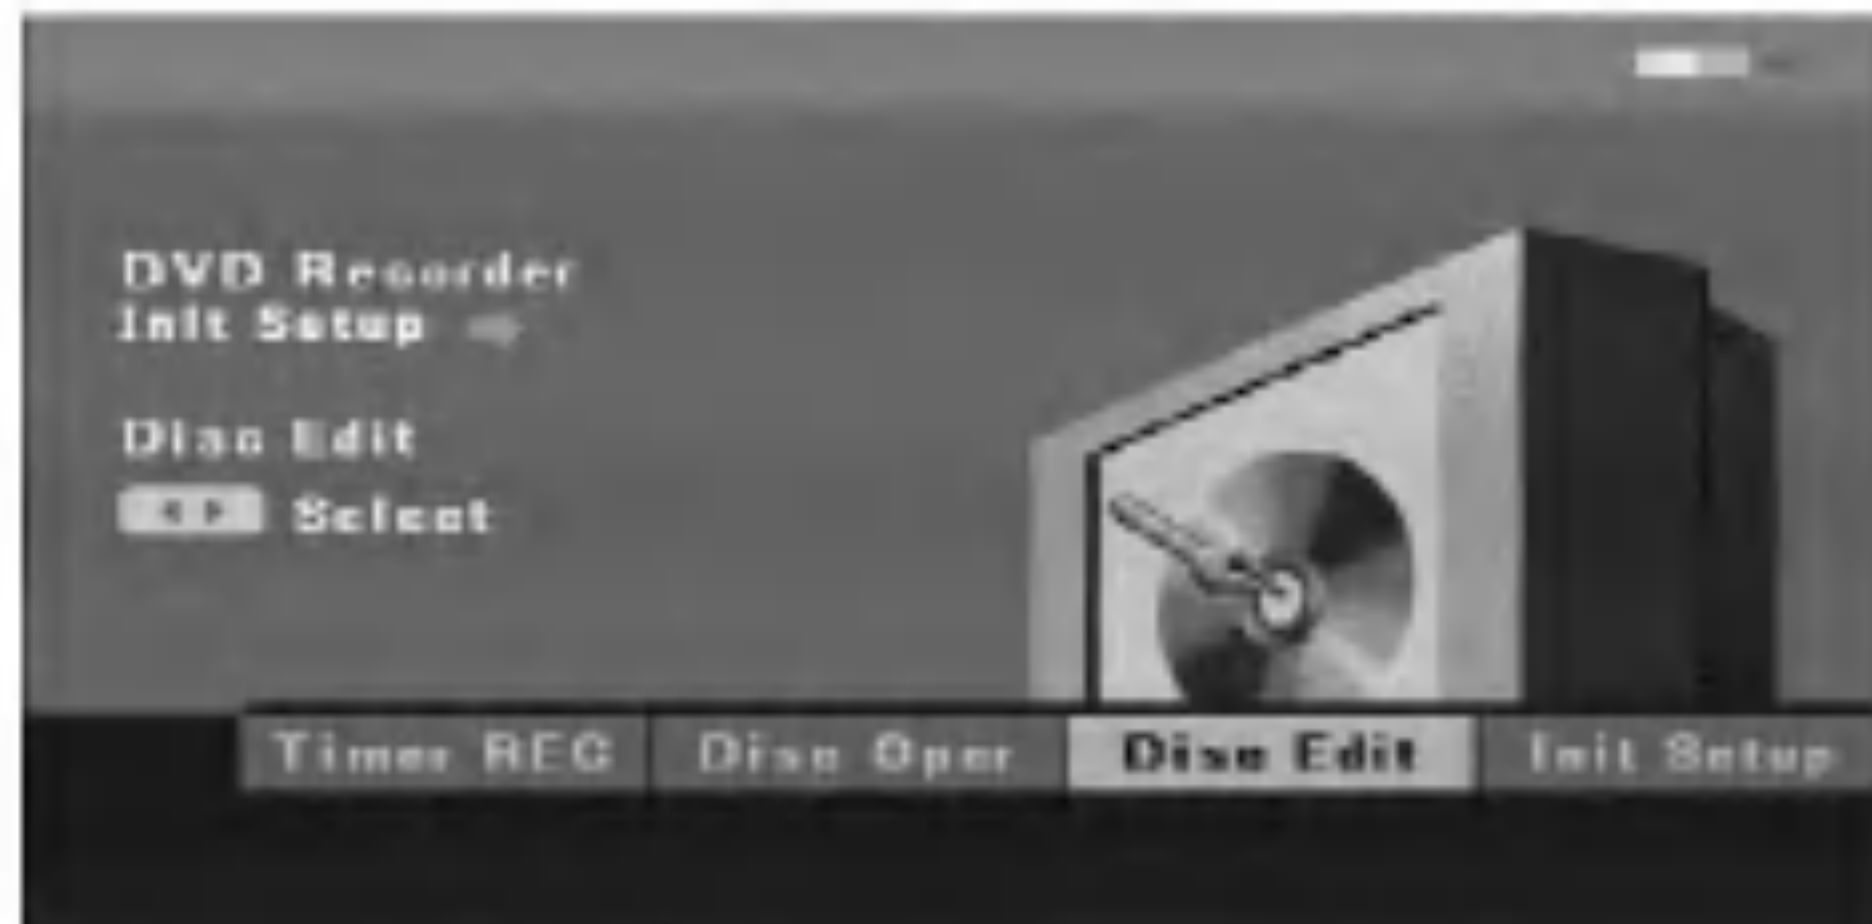 DVD Recorder
Init Setup
Disc Edit
Select
Timer REC
Disc Oper
Disc Edit
Init Setup